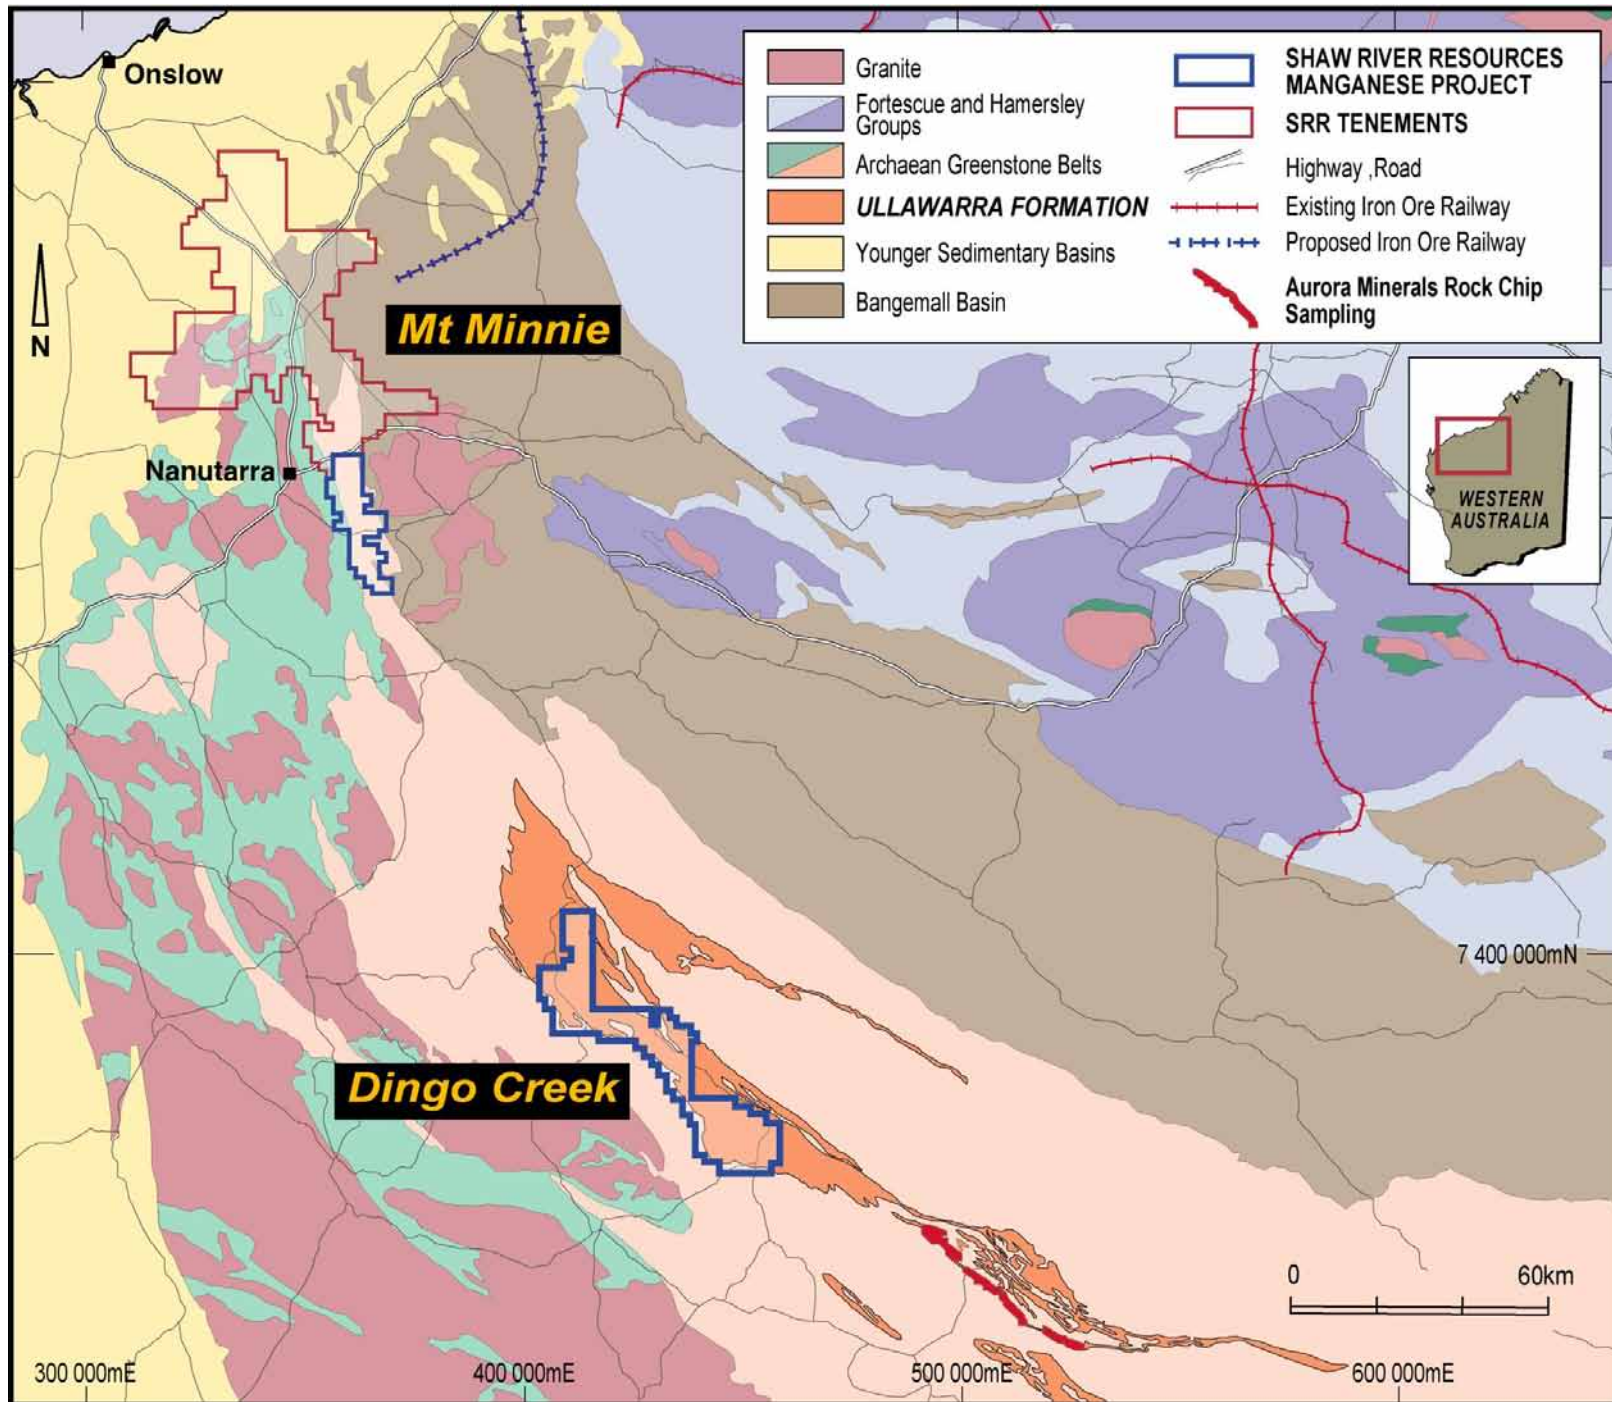 Onslow
Granite
Fortescue and Hamersley
Groups
Archaean Greenstone Belts
ULLAWARRA FORMATION
Younger Sedimentary Basins
Bangemall Basin
SHAW RIVER RESOURCES
MANGANESE PROJECT
SRR TENEMENTS
Highway ,Road
Existing Iron Ore Railway
Proposed Iron Ore Railway
Aurora Minerals Rock Chip
Sampling
N
Mt Minnie
Nanutarra
WESTERN
AUSTRALIA
7 400 000mN
Dingo Creek
0 60km
300 000mE 400 000mE 500 000mE 600 000mE